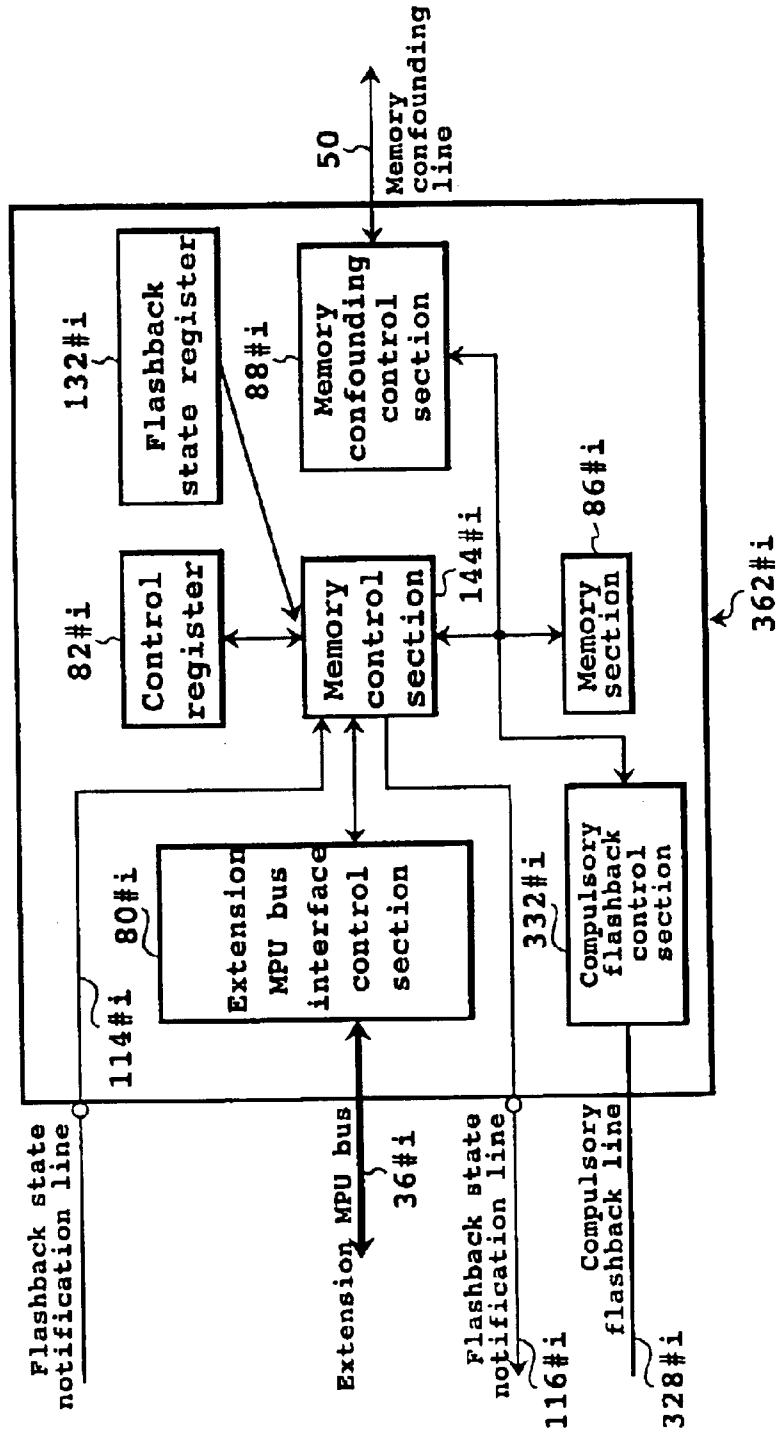 Flashback state
notification line
114#i
Extension MPU bus
36#i
Flashback state
notification line
116#i
Compulsory
flashback line
328#i
80#i
Extension
MPU bus
interface
control
section
332#i
Compulsory
flashback
control
section
82#i
Control
register
Memory
control
section
144#i
Memory
section
86#i
132#i
Flashback
state register
88#i
Memory
confounding
control
section
50
Memory
confounding
line
362#i